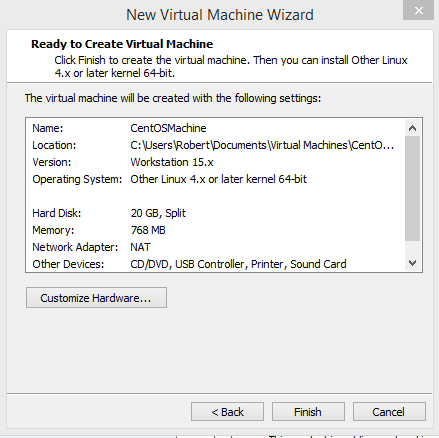 New Virtual Machine Wizard
Ready to Create Virtual Machine
Click Finish to create the virtual machine. Then you can install Other Linux
4.x or later kernel 64-bit.
The virtual machine will be created with the following settings:
Name: CentOSMachine
Location: C:\Users\Robert\Documents\Virtual Machines\CentO...
Version: Workstation 15.x
Operating System: Other Linux 4.x or later kernel 64-bit
Hard Disk: 20 GB, Split
Memory: 768 MB
Network Adapter: NAT
Other Devices: CD/DVD, USB Controller, Printer, Sound Card
Customize Hardware...
< Back Finish Cancel